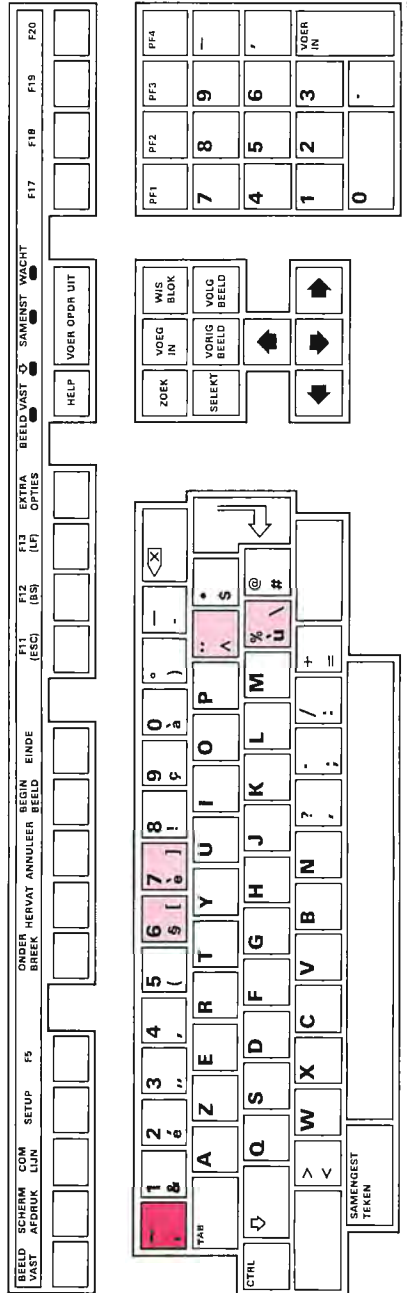 BEELD VAST SCHERM AFDRUK COM LIJN SETUP F5 ONDER BREEK HERVAT ANNULEER BEGIN BEELD EINDE F11 (ESC) F12 (BS) F13 (LF) EXTRA OPTIES BEELD VAST SAMENST WACHT F17 F18 F19 F20
HELP VOER OPDR UIT
1 & 2 é 3 " 4 ' 5 ( 6 § [ 7 è ] 8 ! 9 ç 0 à ° ) _ -
TAB A Z E R T Y U I O P ¨ ^ * $
CTRL Q S D F G H J K L M % ù \ @ #
> < W X C V B N ? , . ; / : + =
SAMENGEST TEKEN
ZOEK VOEG IN WIS BLOK
SELEKT VORIG BEELD VOLG BEELD
PF1 PF2 PF3 PF4
7 8 9 -
4 5 6 ,
1 2 3 VOER IN
0 .